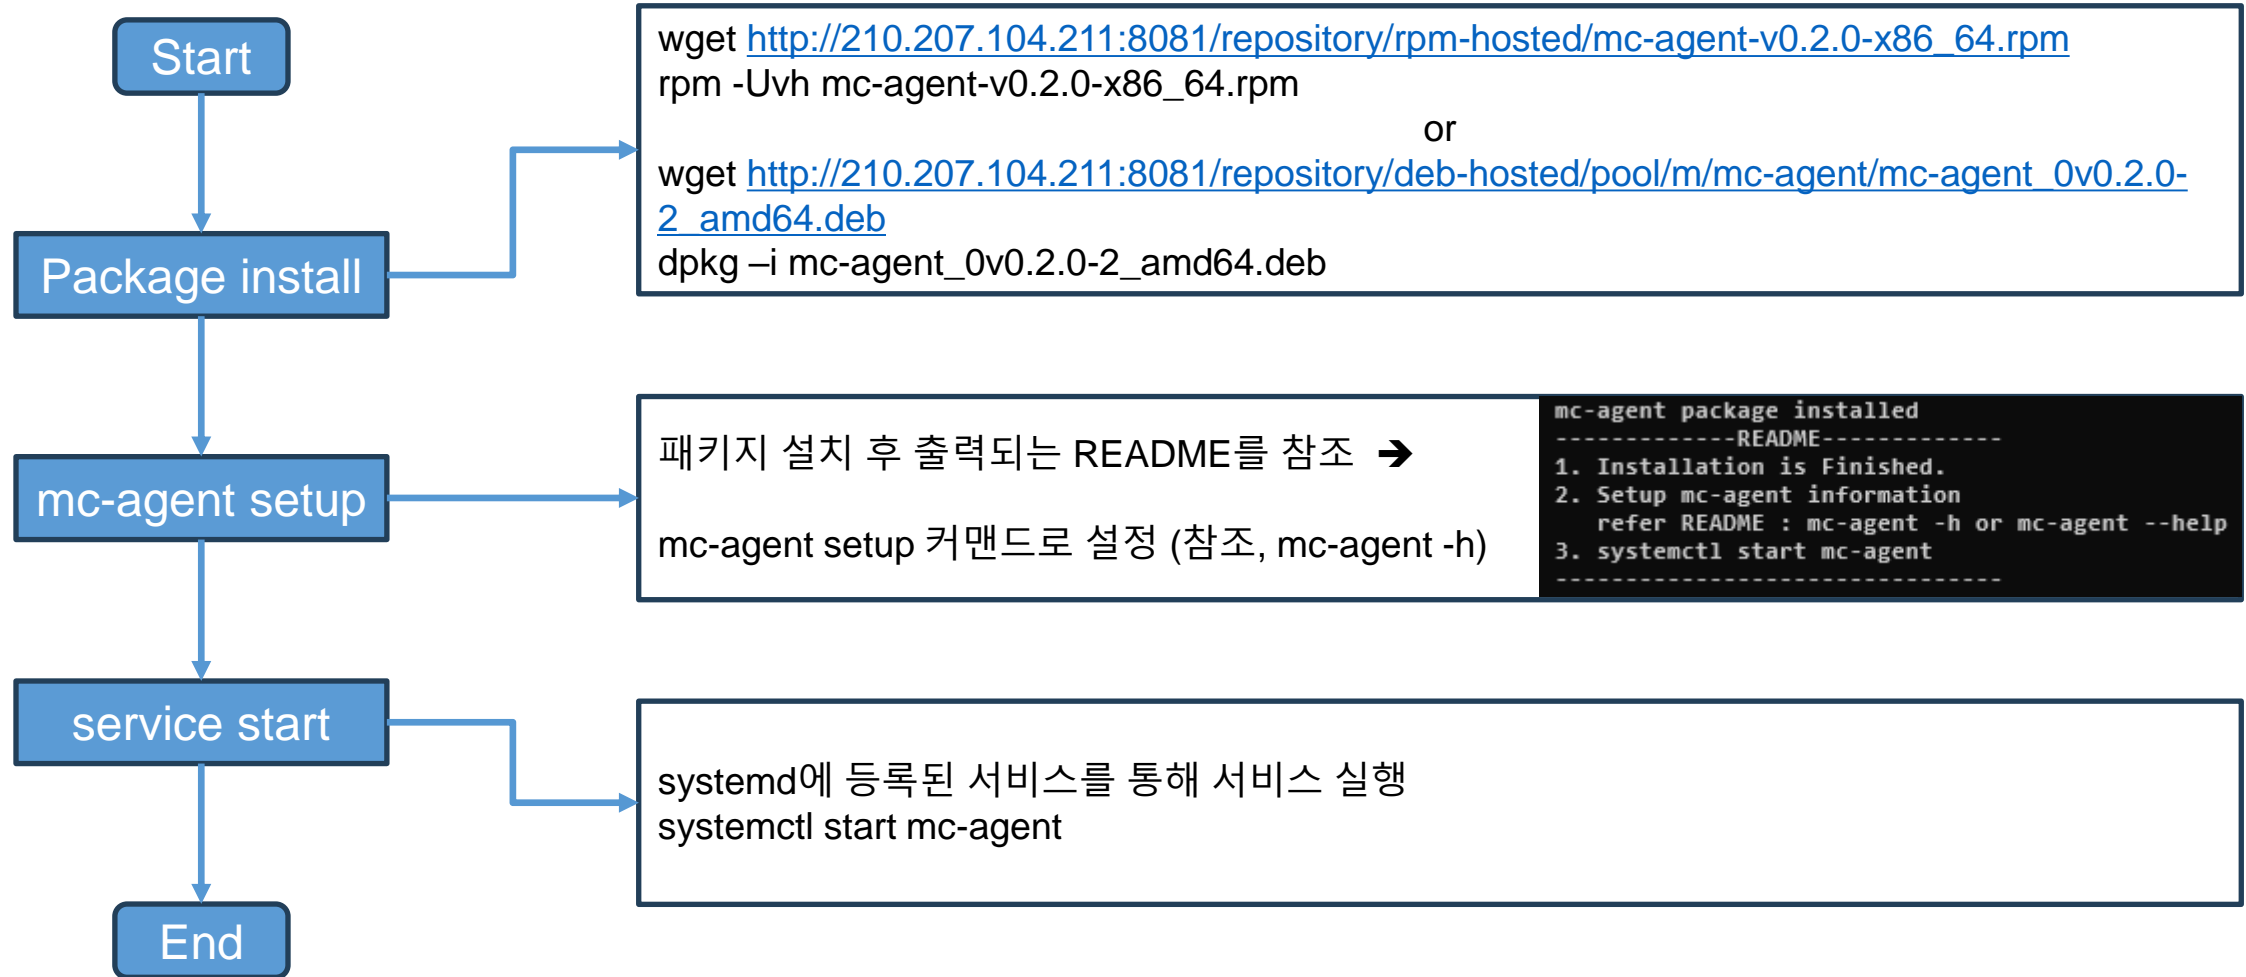 Start
wget http://210.207.104.211:8081/repository/rpm-hosted/mc-agent-v0.2.0-x86_64.rpm
rpm -Uvh mc-agent-v0.2.0-x86_64.rpm
or
wget http://210.207.104.211:8081/repository/deb-hosted/pool/m/mc-agent/mc-agent_0v0.2.0-
2_amd64.deb
dpkg –i mc-agent_0v0.2.0-2_amd64.deb
Package install
mc-agent setup
패키지 설치 후 출력되는 README를 참조 ➔
mc-agent setup 커맨드로 설정 (참조, mc-agent -h)
mc-agent package installed
-------------README-------------
1. Installation is Finished.
2. Setup mc-agent information
refer README : mc-agent -h or mc-agent --help
3. systemctl start mc-agent
--------------------------------
service start
systemd에 등록된 서비스를 통해 서비스 실행
systemctl start mc-agent
End